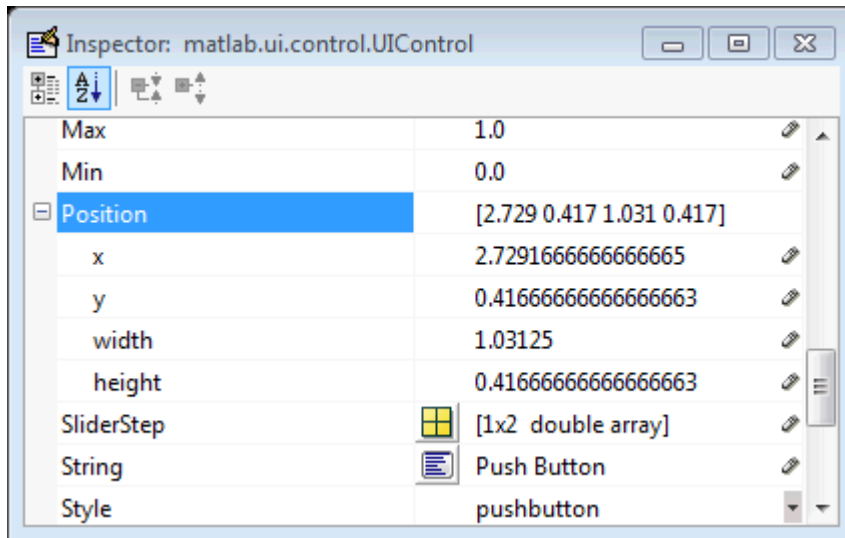 Inspector: matlab.ui.control.UIControl
Max 1.0
Min 0.0
Position [2.729 0.417 1.031 0.417]
x 2.7291666666666665
y 0.41666666666666663
width 1.03125
height 0.41666666666666663
SliderStep [1x2 double array]
String Push Button
Style pushbutton